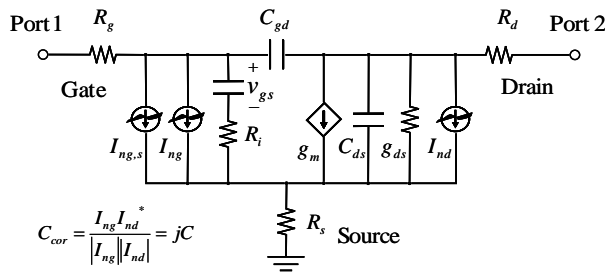 Port 1
R_g
C_gd
R_d
Port 2
Gate
+
v_gs
−
Drain
I_ng,s
I_ng
R_i
g_m
C_ds
g_ds
I_nd
C_cor = I_ng I_nd^* / |I_ng||I_nd| = jC
R_s
Source